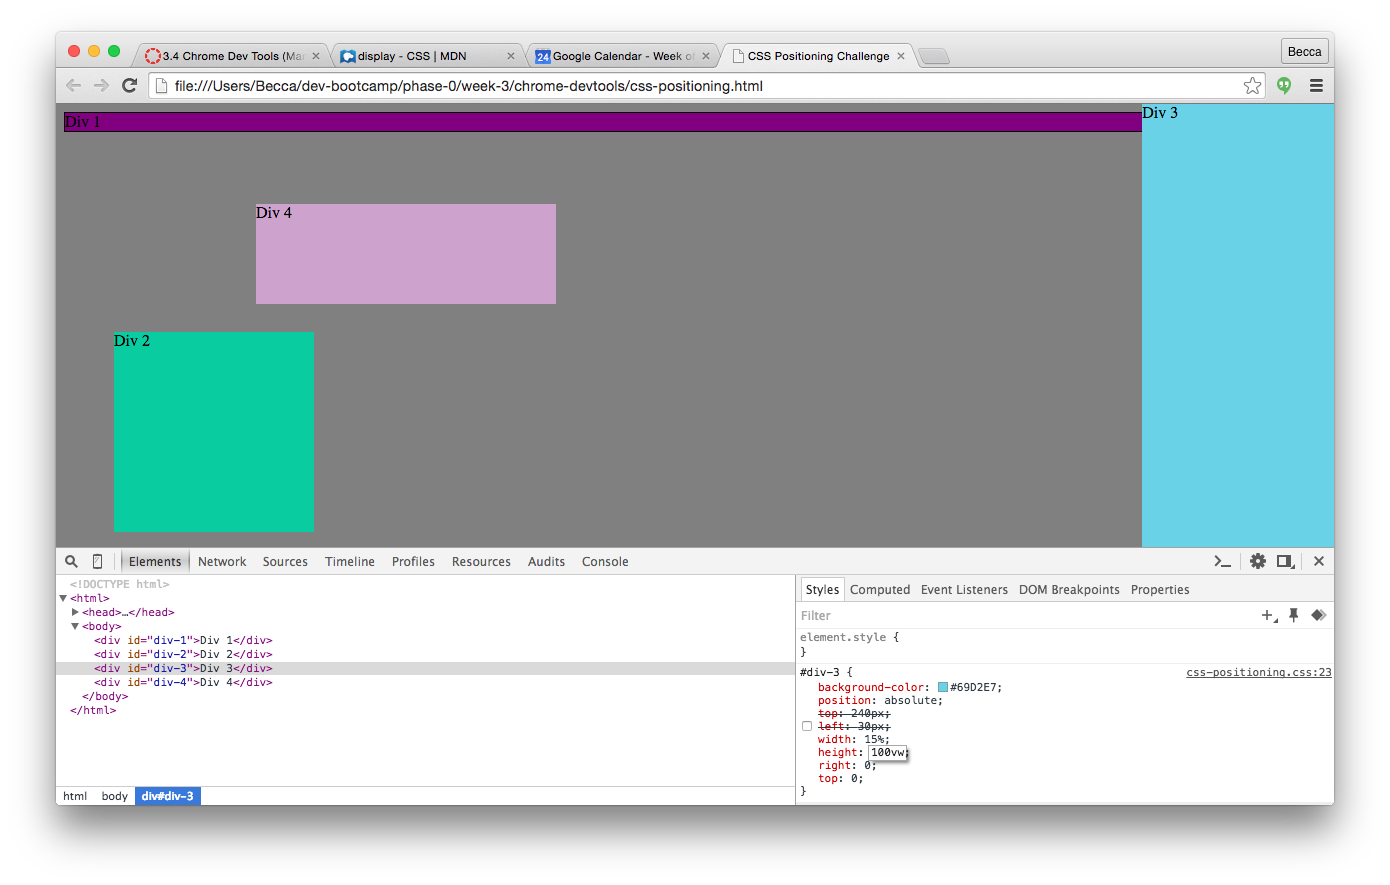 3.4 Chrome Dev Tools (Ma
display - CSS | MDN
Google Calendar - Week of
CSS Positioning Challenge
Becca
file:///Users/Becca/dev-bootcamp/phase-0/week-3/chrome-devtools/css-positioning.html
Div 1
Div 3
Div 4
Div 2
Elements Network Sources Timeline Profiles Resources Audits Console
<!DOCTYPE html>
<html>
<head>…</head>
<body>
<div id="div-1">Div 1</div>
<div id="div-2">Div 2</div>
<div id="div-3">Div 3</div>
<div id="div-4">Div 4</div>
</body>
</html>
html body div#div-3
Styles Computed Event Listeners DOM Breakpoints Properties
Filter
element.style {
}
#div-3 { css-positioning.css:23
background-color: #69D2E7;
position: absolute;
top: 240px;
left: 30px;
width: 15%;
height: 100vw;
right: 0;
top: 0;
}